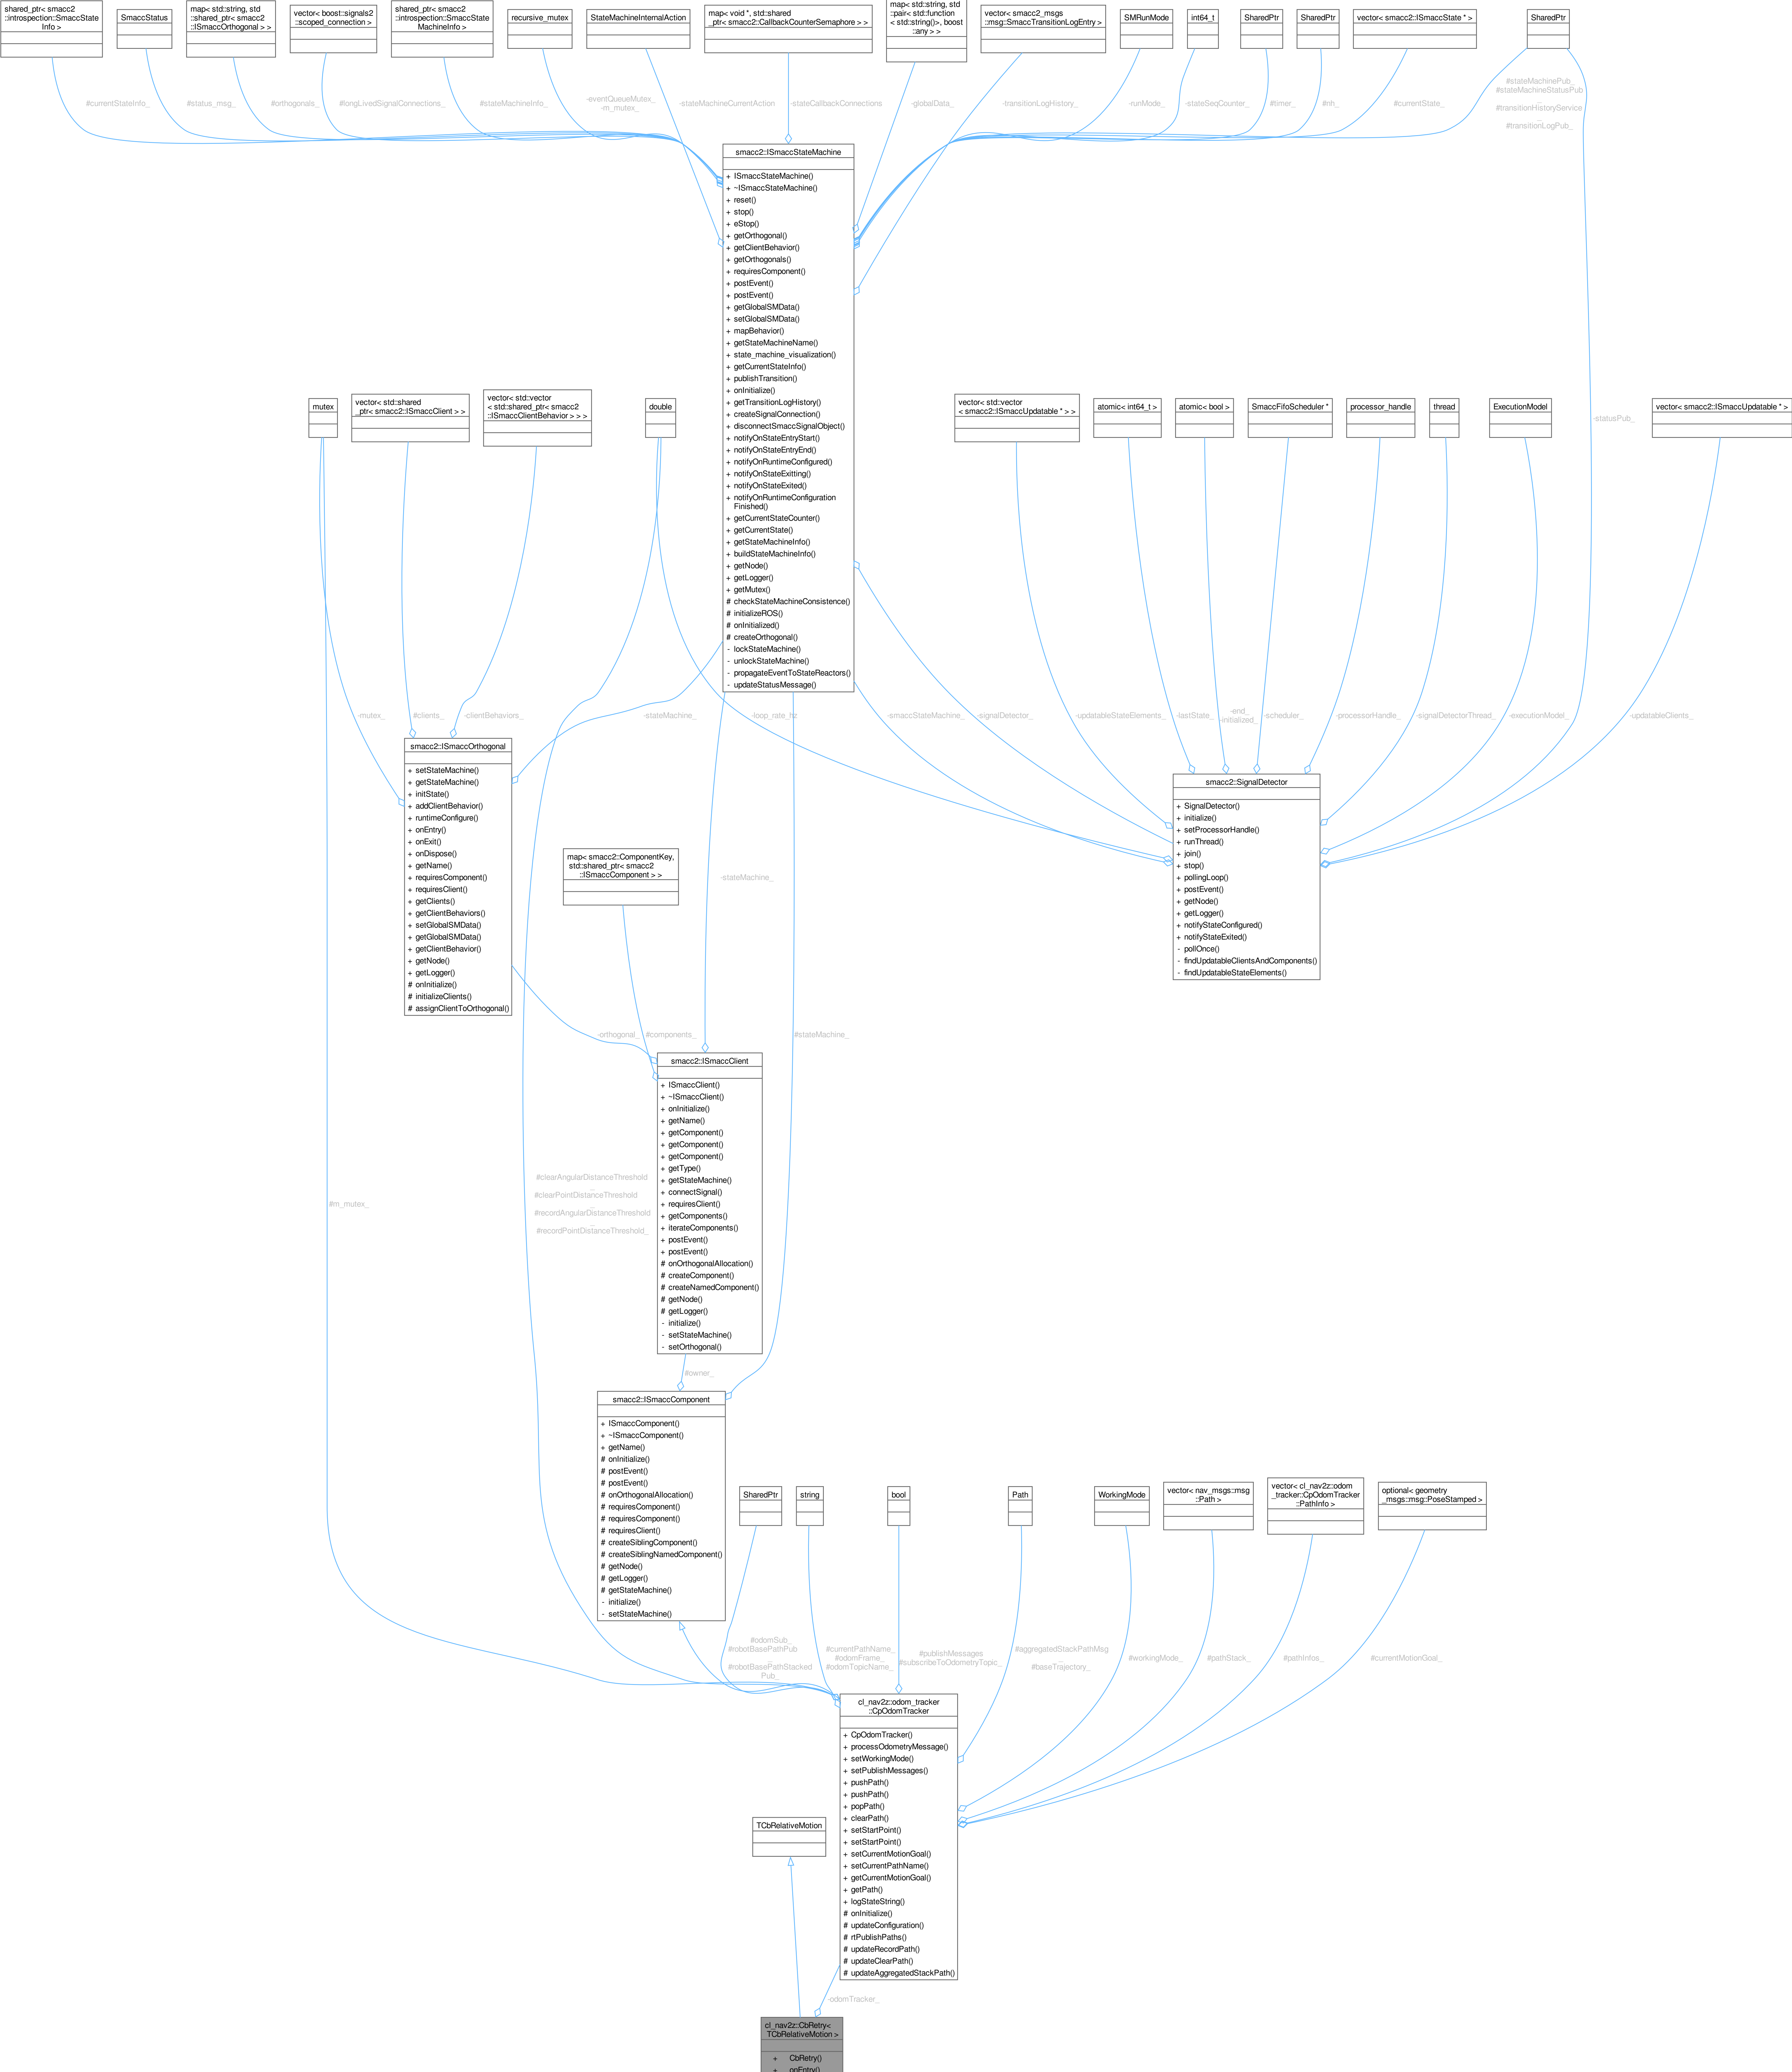 shared_ptr< smacc2
::introspection::SmaccState
Info >
SmaccStatus
map< std::string, std
::shared_ptr< smacc2
::ISmaccOrthogonal > >
vector< boost::signals2
::scoped_connection >
shared_ptr< smacc2
::introspection::SmaccState
MachineInfo >
recursive_mutex
StateMachineInternalAction
map< void *, std::shared
_ptr< smacc2::CallbackCounterSemaphore > >
map< std::string, std
::pair< std::function
< std::string()>, boost
::any > >
vector< smacc2_msgs
::msg::SmaccTransitionLogEntry >
SMRunMode
int64_t
SharedPtr
SharedPtr
vector< smacc2::ISmaccState * >
SharedPtr
#currentStateInfo_
#status_msg_
#orthogonals_
#longLivedSignalConnections_
#stateMachineInfo_
-eventQueueMutex_
-m_mutex_
-stateMachineCurrentAction
-stateCallbackConnections
-globalData_
-transitionLogHistory_
-runMode_
-stateSeqCounter_
#timer_
#nh_
#currentState_
#stateMachinePub_
#stateMachineStatusPub
_
#transitionHistoryService
_
#transitionLogPub_
smacc2::ISmaccStateMachine
+ ISmaccStateMachine()
+ ~ISmaccStateMachine()
+ reset()
+ stop()
+ eStop()
+ getOrthogonal()
+ getClientBehavior()
+ getOrthogonals()
+ requiresComponent()
+ postEvent()
+ postEvent()
+ getGlobalSMData()
+ setGlobalSMData()
+ mapBehavior()
+ getStateMachineName()
+ state_machine_visualization()
+ getCurrentStateInfo()
+ publishTransition()
+ onInitialize()
+ getTransitionLogHistory()
+ createSignalConnection()
+ disconnectSmaccSignalObject()
+ notifyOnStateEntryStart()
+ notifyOnStateEntryEnd()
+ notifyOnRuntimeConfigured()
+ notifyOnStateExitting()
+ notifyOnStateExited()
+ notifyOnRuntimeConfiguration
Finished()
+ getCurrentStateCounter()
+ getCurrentState()
+ getStateMachineInfo()
+ buildStateMachineInfo()
+ getNode()
+ getLogger()
+ getMutex()
# checkStateMachineConsistence()
# initializeROS()
# onInitialized()
# createOrthogonal()
- lockStateMachine()
- unlockStateMachine()
- propagateEventToStateReactors()
- updateStatusMessage()
mutex
vector< std::shared
_ptr< smacc2::ISmaccClient > >
vector< std::vector
< std::shared_ptr< smacc2
::ISmaccClientBehavior > > >
double
vector< std::vector
< smacc2::ISmaccUpdatable * > >
atomic< int64_t >
atomic< bool >
SmaccFifoScheduler *
processor_handle
thread
ExecutionModel
-statusPub_
vector< smacc2::ISmaccUpdatable * >
-mutex_
#clients_
-clientBehaviors_
-stateMachine_
-loop_rate_hz
-smaccStateMachine_
-signalDetector_
-updatableStateElements_
-lastState_
-end_
-initialized_
-scheduler_
-processorHandle_
-signalDetectorThread_
-executionModel_
-updatableClients_
smacc2::ISmaccOrthogonal
+ setStateMachine()
+ getStateMachine()
+ initState()
+ addClientBehavior()
+ runtimeConfigure()
+ onEntry()
+ onExit()
+ onDispose()
+ getName()
+ requiresComponent()
+ requiresClient()
+ getClients()
+ getClientBehaviors()
+ setGlobalSMData()
+ getGlobalSMData()
+ getClientBehavior()
+ getNode()
+ getLogger()
# onInitialize()
# initializeClients()
# assignClientToOrthogonal()
smacc2::SignalDetector
+ SignalDetector()
+ initialize()
+ setProcessorHandle()
+ runThread()
+ join()
+ stop()
+ pollingLoop()
+ postEvent()
+ getNode()
+ getLogger()
+ notifyStateConfigured()
+ notifyStateExited()
- pollOnce()
- findUpdatableClientsAndComponents()
- findUpdatableStateElements()
map< smacc2::ComponentKey,
std::shared_ptr< smacc2
::ISmaccComponent > >
-stateMachine_
-orthogonal_
#components_
#stateMachine_
smacc2::ISmaccClient
+ ISmaccClient()
+ ~ISmaccClient()
+ onInitialize()
+ getName()
+ getComponent()
+ getComponent()
+ getComponent()
+ getType()
+ getStateMachine()
+ connectSignal()
+ requiresClient()
+ getComponents()
+ iterateComponents()
+ postEvent()
+ postEvent()
# onOrthogonalAllocation()
# createComponent()
# createNamedComponent()
# getNode()
# getLogger()
- initialize()
- setStateMachine()
- setOrthogonal()
#m_mutex_
#clearAngularDistanceThreshold
_
#clearPointDistanceThreshold
_
#recordAngularDistanceThreshold
_
#recordPointDistanceThreshold_
#owner_
smacc2::ISmaccComponent
+ ISmaccComponent()
+ ~ISmaccComponent()
+ getName()
# onInitialize()
# postEvent()
# postEvent()
# onOrthogonalAllocation()
# requiresComponent()
# requiresComponent()
# requiresClient()
# createSiblingComponent()
# createSiblingNamedComponent()
# getNode()
# getLogger()
# getStateMachine()
- initialize()
- setStateMachine()
SharedPtr
string
bool
Path
WorkingMode
vector< nav_msgs::msg
::Path >
vector< cl_nav2z::odom
_tracker::CpOdomTracker
::PathInfo >
optional< geometry
_msgs::msg::PoseStamped >
#odomSub_
#robotBasePathPub
_
#robotBasePathStacked
Pub_
#currentPathName_
#odomFrame_
#odomTopicName_
#publishMessages
#subscribeToOdometryTopic_
#aggregatedStackPathMsg
_
#baseTrajectory_
#workingMode_
#pathStack_
#pathInfos_
#currentMotionGoal_
cl_nav2z::odom_tracker
::CpOdomTracker
+ CpOdomTracker()
+ processOdometryMessage()
+ setWorkingMode()
+ setPublishMessages()
+ pushPath()
+ pushPath()
+ popPath()
+ clearPath()
+ setStartPoint()
+ setStartPoint()
+ setCurrentMotionGoal()
+ setCurrentPathName()
+ getCurrentMotionGoal()
+ getPath()
+ logStateString()
# onInitialize()
# updateConfiguration()
# rtPublishPaths()
# updateRecordPath()
# updateClearPath()
# updateAggregatedStackPath()
TCbRelativeMotion
-odomTracker_
cl_nav2z::CbRetry<
TCbRelativeMotion >
+ CbRetry()
+ onEntry()